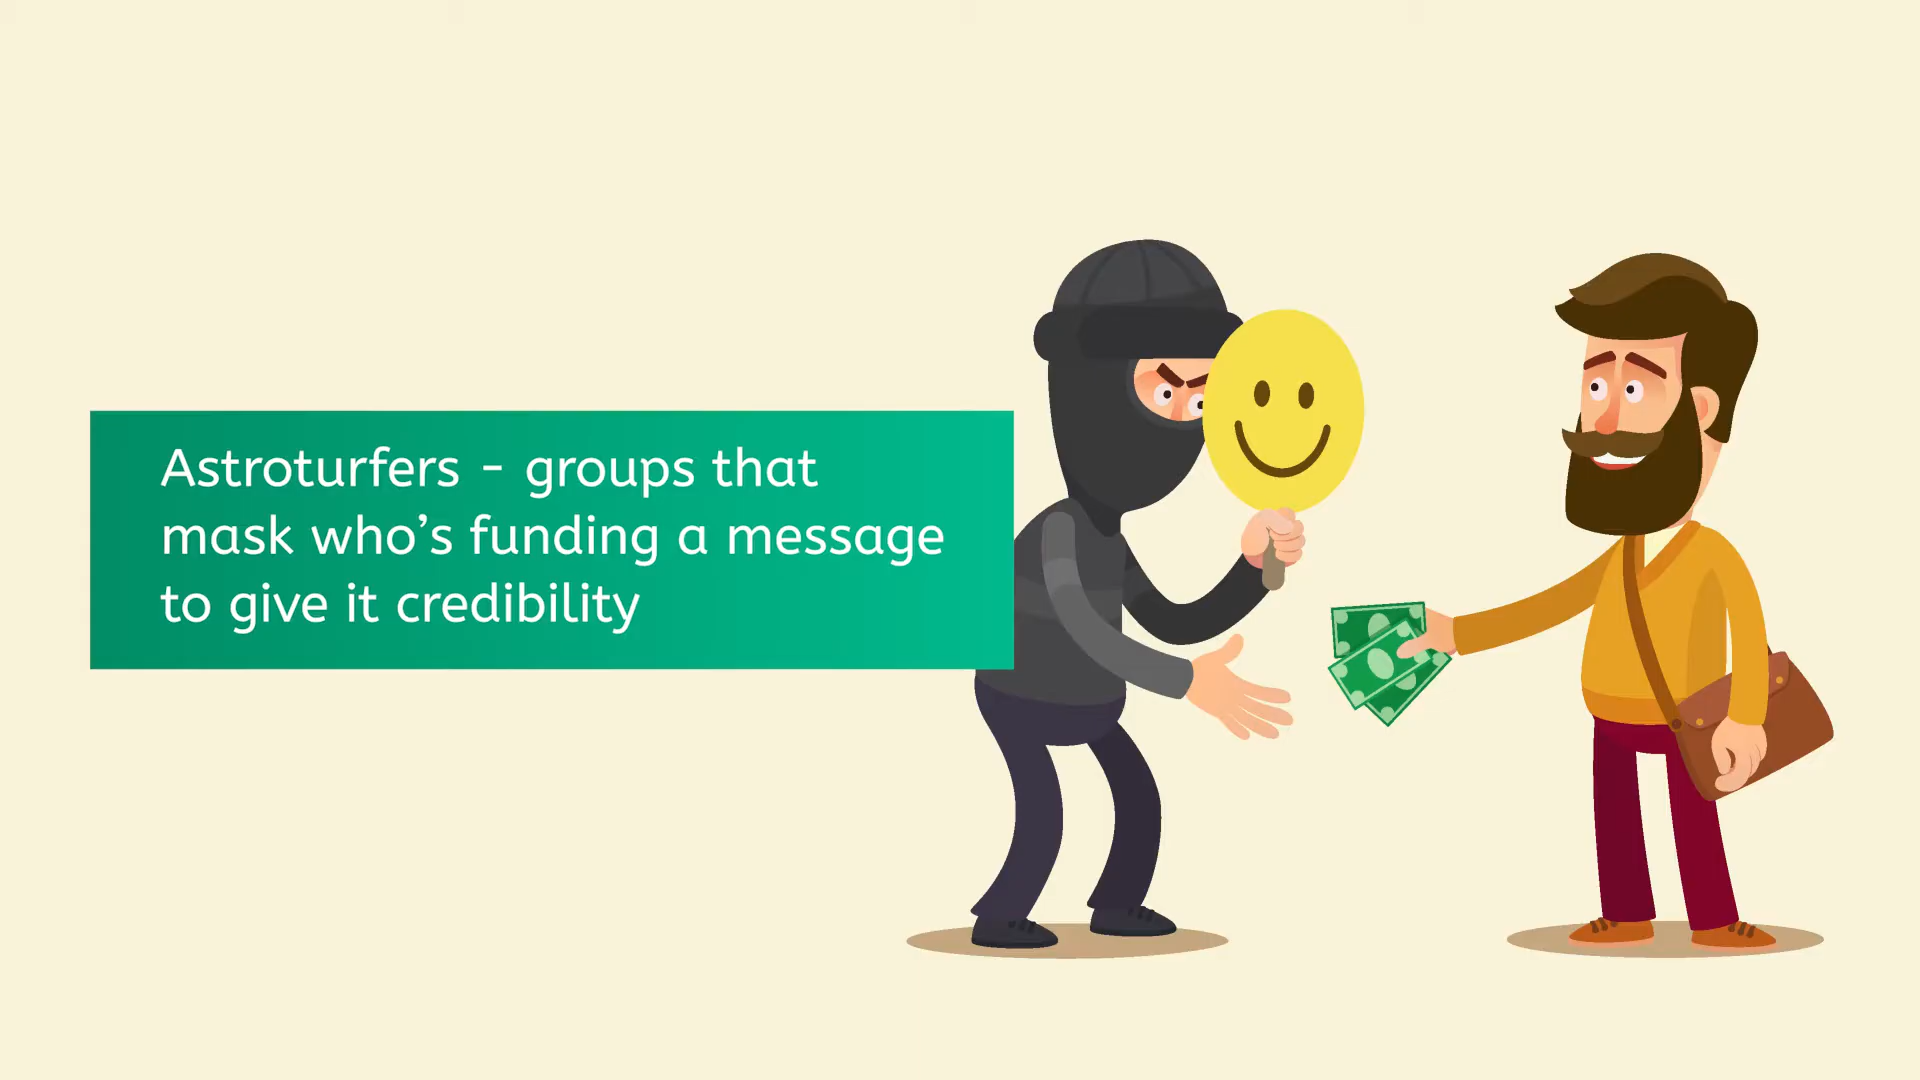 Astroturfers - groups that
mask who’s funding a message
to give it credibility